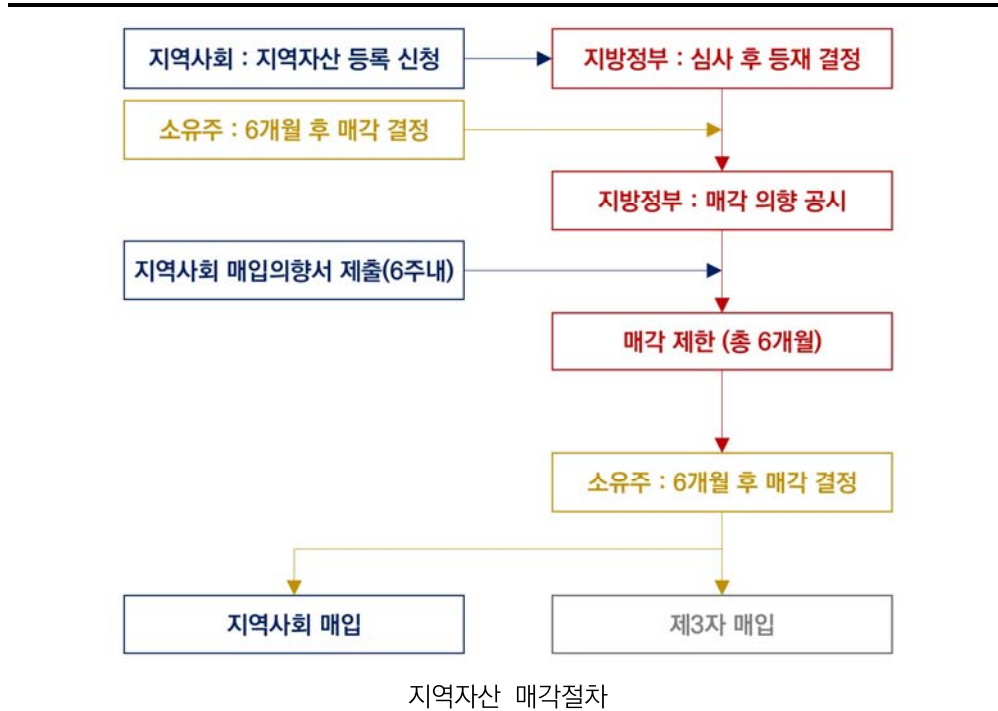 지역사회 : 지역자산 등록 신청
지방정부 : 심사 후 등재 결정
소유주 : 6개월 후 매각 결정
지방정부 : 매각 의향 공시
지역사회 매입의향서 제출(6주내)
매각 제한 (총 6개월)
소유주 : 6개월 후 매각 결정
지역사회 매입
제3자 매입
지역자산 매각절차